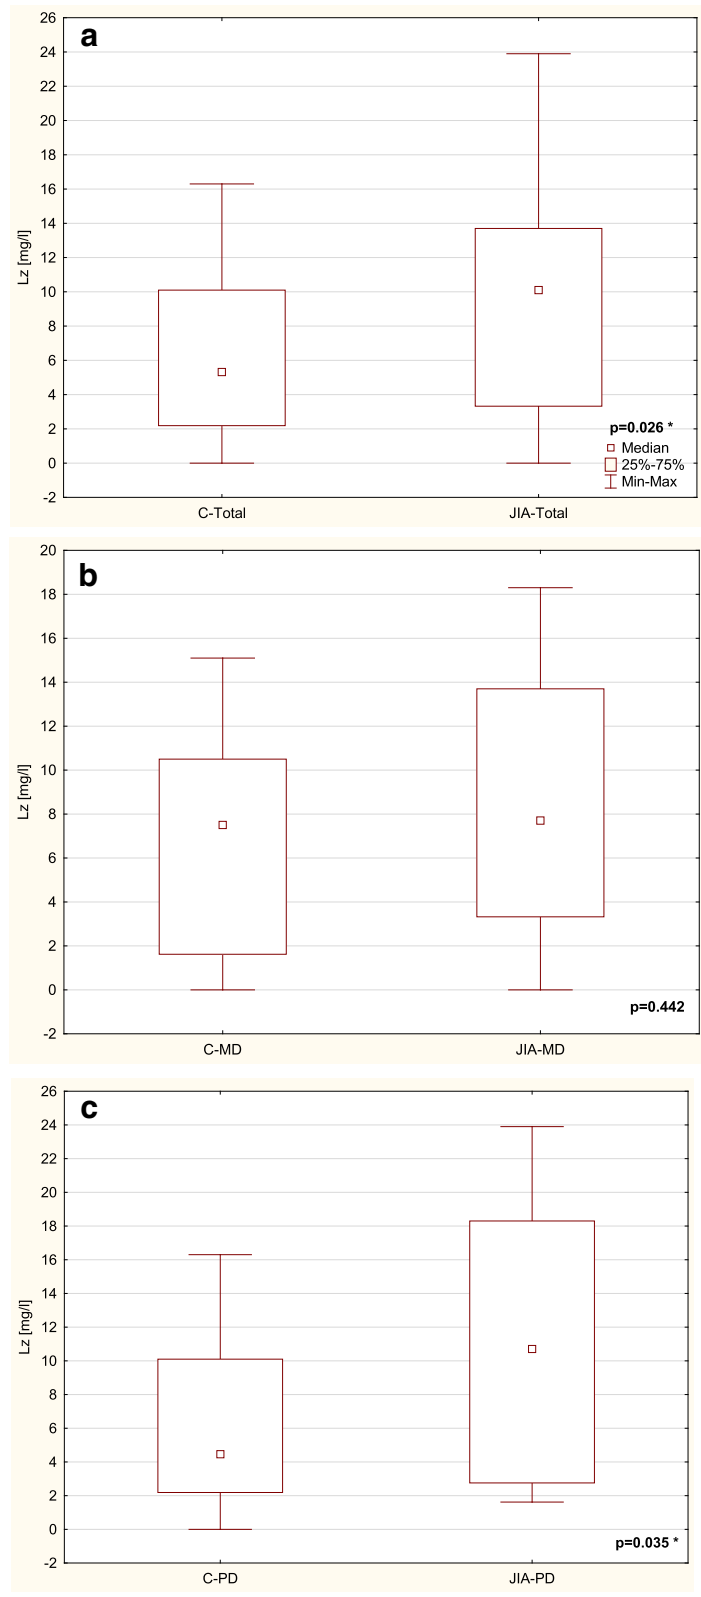 a
26
24
22
20
18
16
14
12
10
8
6
4
2
0
-2
Lz [mg/l]
p=0.026 *
Median
25%-75%
Min-Max
C-Total
JIA-Total
b
20
18
16
14
12
10
8
6
4
2
0
-2
Lz [mg/l]
p=0.442
C-MD
JIA-MD
c
26
24
22
20
18
16
14
12
10
8
6
4
2
0
-2
Lz [mg/l]
p=0.035 *
C-PD
JIA-PD